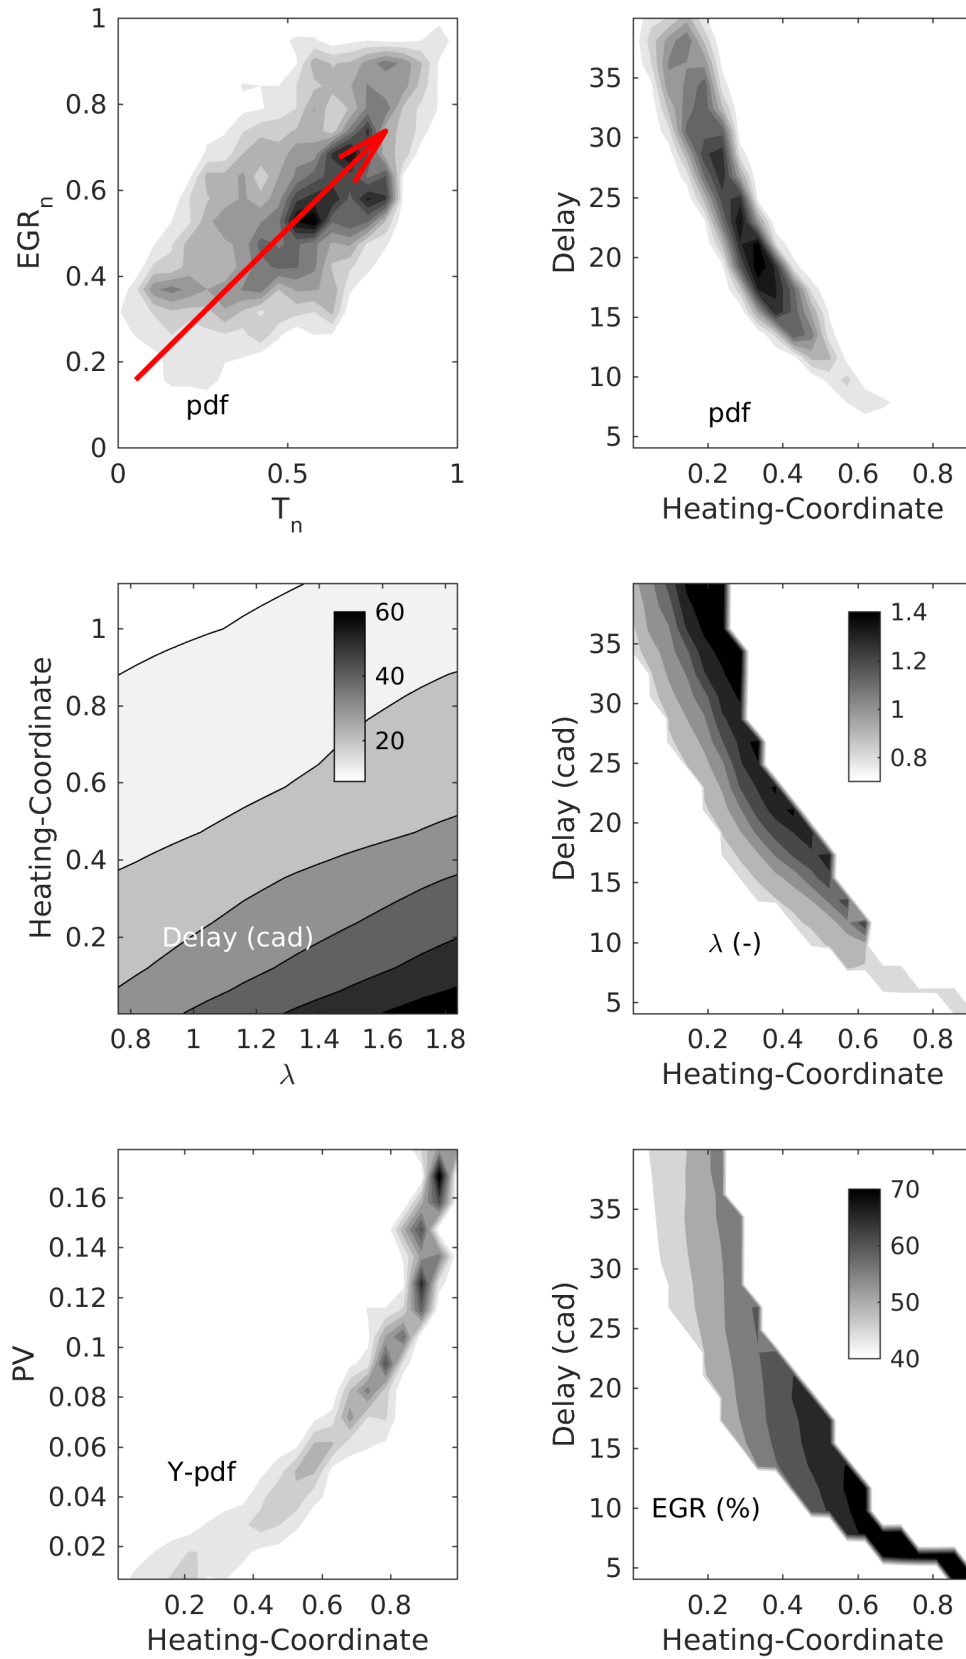 1
0.8
0.6
0.4
0.2
0
EGRn
pdf
0 0.5 1
Tn
35
30
25
20
15
10
5
Delay
pdf
0.2 0.4 0.6 0.8
Heating-Coordinate
1
0.8
0.6
0.4
0.2
Heating-Coordinate
60
40
20
Delay (cad)
0.8 1 1.2 1.4 1.6 1.8
λ
35
30
25
20
15
10
5
Delay (cad)
1.4
1.2
1
0.8
λ (-)
0.2 0.4 0.6 0.8
Heating-Coordinate
0.16
0.14
0.12
0.1
0.08
0.06
0.04
0.02
PV
Y-pdf
0.2 0.4 0.6 0.8
Heating-Coordinate
35
30
25
20
15
10
5
Delay (cad)
70
60
50
40
EGR (%)
0.2 0.4 0.6 0.8
Heating-Coordinate